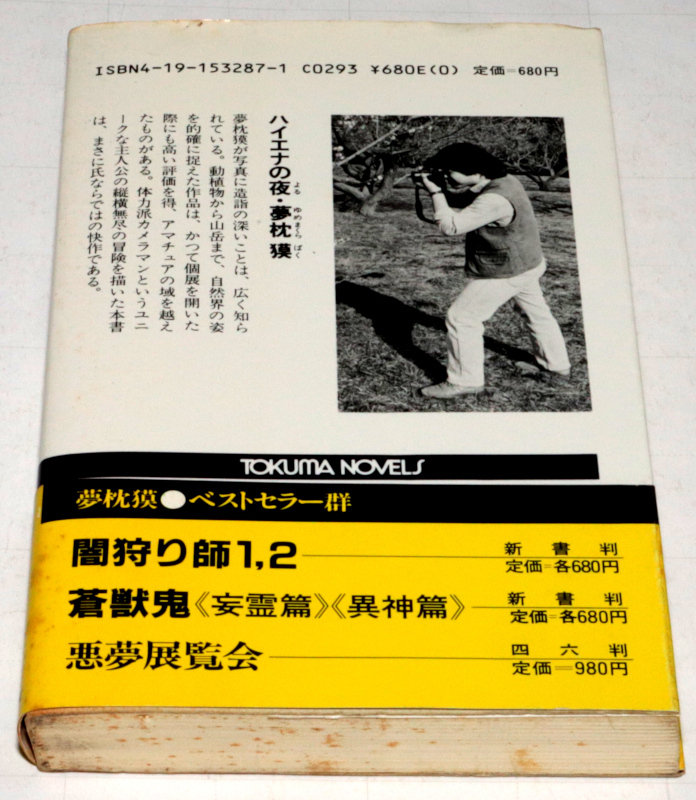 ISBN4-19-153287-1 C0293 ¥680E(0) 定価=680円
ハイエナの夜・夢枕 獏
よる ゆめまくら ばく
夢枕獏が写真に造詣の深いことは、広く知ら
れている。動植物から山岳まで、自然界の姿
を的確に捉えた作品は、かつて個展を開いた
際にも高い評価を得、アマチュアの域を越え
たものがある。体力派カメラマンというユニ
ークな主人公の縦横無尽の冒険を描いた本書
は、まさに氏ならではの快作である。
TOKUMA NOVELS
夢枕獏●ベストセラー群
闇狩り師1,2 新書判
定価=各680円
蒼獣鬼《妄霊篇》《異神篇》 新書判
定価=各680円
悪夢展覧会 四六判
定価=980円